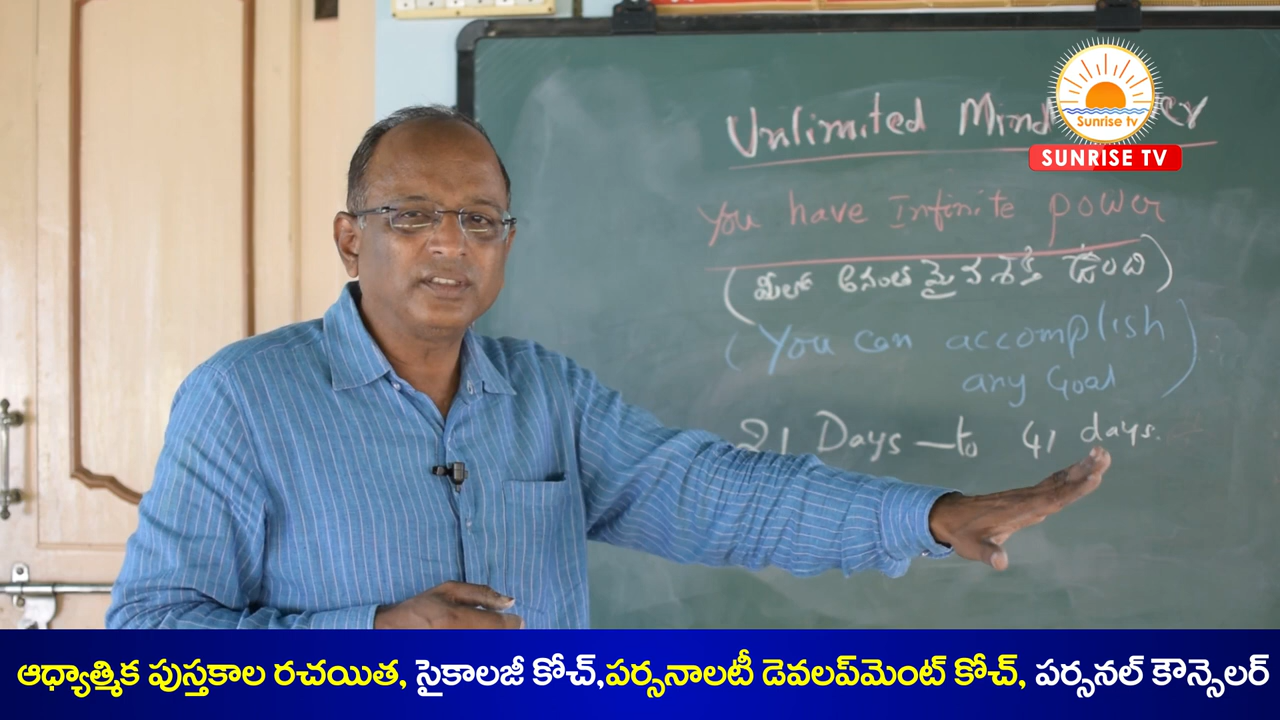 Unlimited Mind
Sunrise tv
SUNRISE TV
You have Infinite power
(మీలో అనంతమైన శక్తి ఉంది)
(You can accomplish
any Goal)
21 Days - to 41 days.
ఆధ్యాత్మిక పుస్తకాల రచయిత, సైకాలజీ కోచ్,పర్సనాలటీ డెవలప్‌మెంట్ కోచ్, పర్సనల్ కౌన్సెలర్